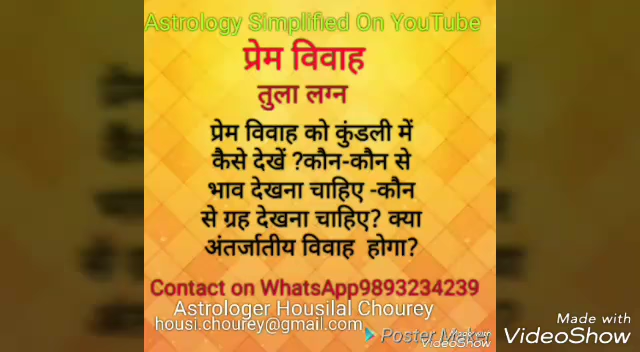 Astrology Simplified On YouTube
प्रेम विवाह
तुला लग्न
प्रेम विवाह को कुंडली में
कैसे देखें ?कौन-कौन से
भाव देखना चाहिए -कौन
से ग्रह देखना चाहिए? क्या
अंतर्जातीय विवाह होगा?
Contact on WhatsApp9893234239
Astrologer Housilal Chourey
housi.chourey@gmail.com
Poster Maker
VideoShow
Made with
VideoShow